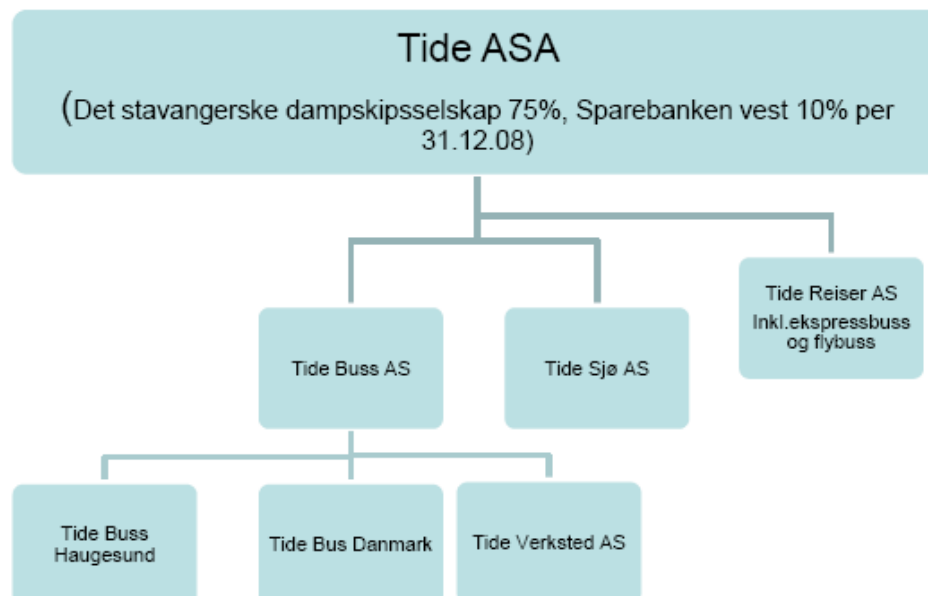 Tide ASA
(Det stavangerske dampskipsselskap 75%, Sparebanken vest 10% per
31.12.08)
Tide Reiser AS
Inkl.ekspressbuss
og flybuss
Tide Buss AS
Tide Sjø AS
Tide Buss
Haugesund
Tide Bus Danmark
Tide Verksted AS